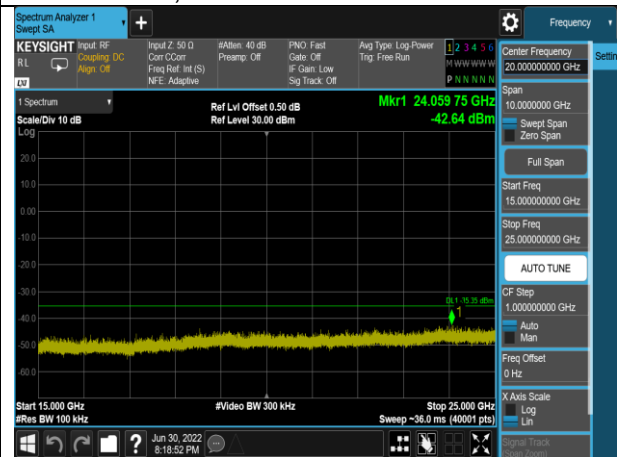 Spectrum Analyzer 1
Swept SA
Frequency
KEYSIGHT
RL
LXI
Input: RF
Coupling: DC
Align: Off
Input Z: 50 Ω
Corr CCorr
Freq Ref: Int (S)
NFE: Adaptive
#Atten: 40 dB
Preamp: Off
PNO: Fast
Gate: Off
IF Gain: Low
Sig Track: Off
Avg Type: Log-Power
Trig: Free Run
1 2 3 4 5 6
M W W W W W
P N N N N N
1 Spectrum
Scale/Div 10 dB
Ref Lvl Offset 0.50 dB
Ref Level 30.00 dBm
Mkr1 24.059 75 GHz
-42.64 dBm
Log
20.0
10.0
0.00
-10.0
-20.0
-30.0
-40.0
-50.0
-60.0
1
Start 15.000 GHz
#Res BW 100 kHz
#Video BW 300 kHz
Stop 25.000 GHz
Sweep ~36.0 ms (40001 pts)
Jun 30, 2022
8:18:52 PM
?
Center Frequency
20.000000000 GHz
Settin
Span
10.0000000 GHz
Swept Span
Zero Span
Full Span
Start Freq
15.000000000 GHz
Stop Freq
25.000000000 GHz
AUTO TUNE
CF Step
1.000000000 GHz
Auto
Man
Freq Offset
0 Hz
X Axis Scale
Log
Lin
Signal Track
(Span Zoom)